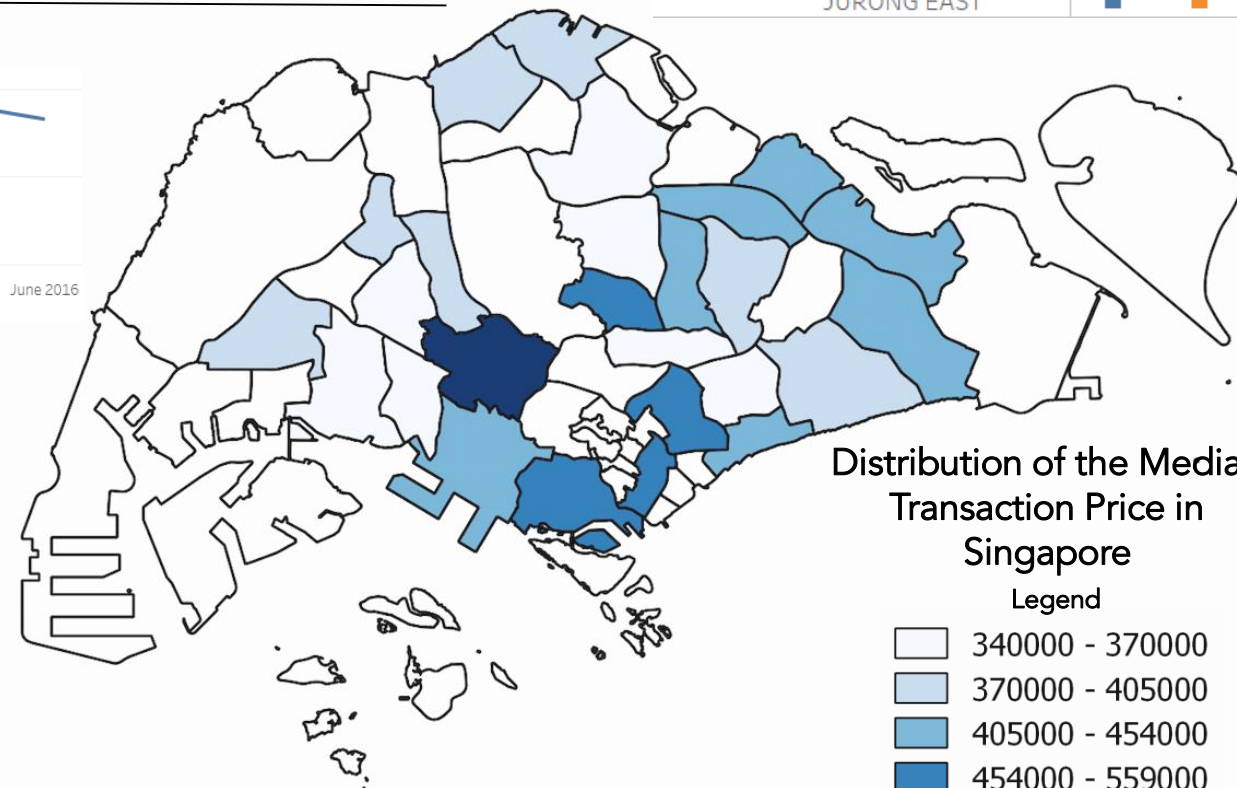 JURONG EAST
June 2016
Distribution of the Media
Transaction Price in
Singapore
Legend
340000 - 370000
370000 - 405000
405000 - 454000
454000 - 559000